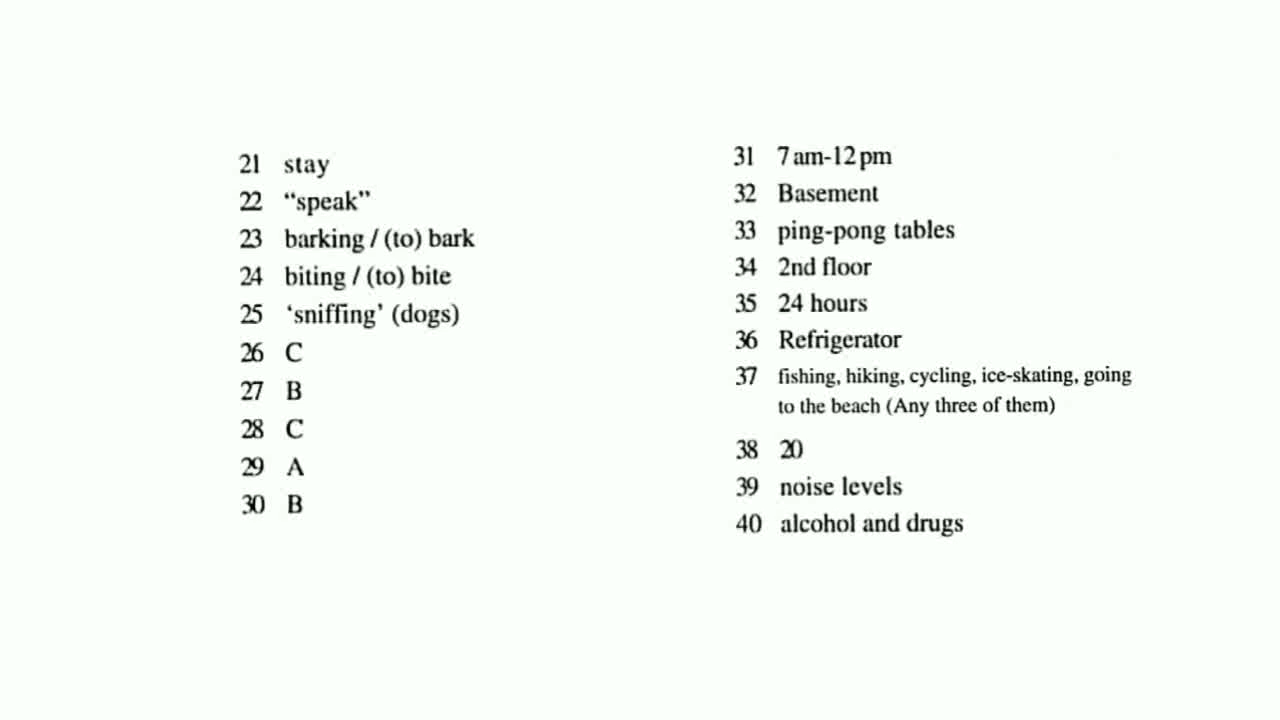 21 stay
22 “speak”
23 barking / (to) bark
24 biting / (to) bite
25 ‘sniffing’ (dogs)
26 C
27 B
28 C
29 A
30 B
31 7 am-12 pm
32 Basement
33 ping-pong tables
34 2nd floor
35 24 hours
36 Refrigerator
37 fishing, hiking, cycling, ice-skating, going
to the beach (Any three of them)
38 20
39 noise levels
40 alcohol and drugs